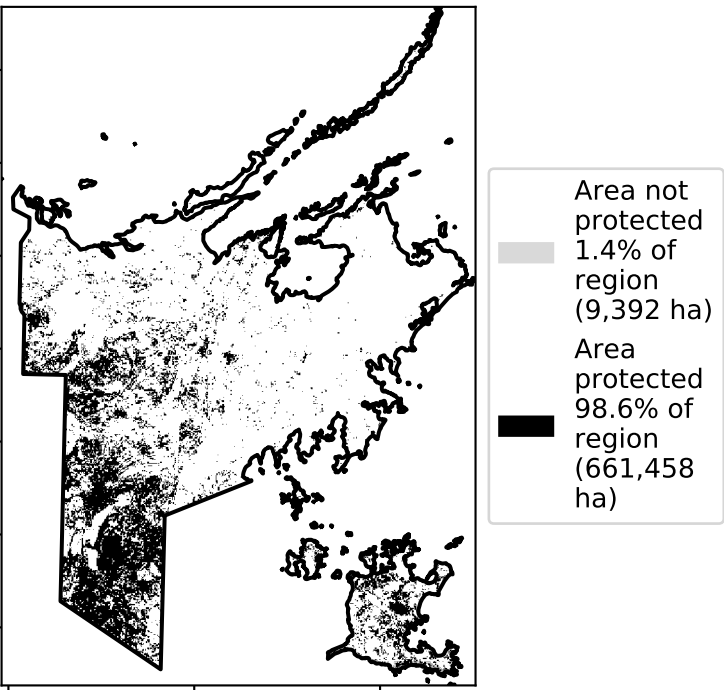 Area not
protected
1.4% of
region
(9,392 ha)
Area
protected
98.6% of
region
(661,458
ha)